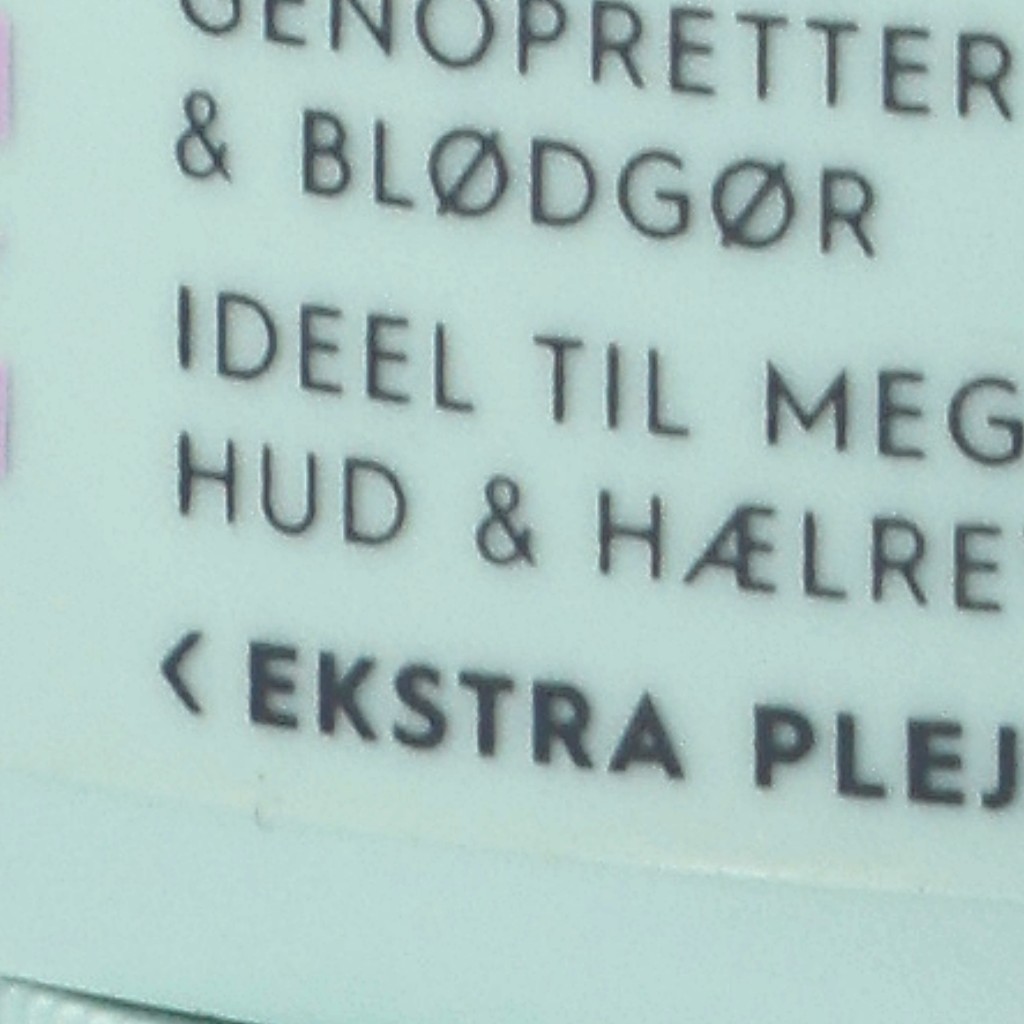 GENOPRETTER
& BLØDGØR
IDEEL TIL MEG
HUD & HÆLRE
< EKSTRA PLEJ